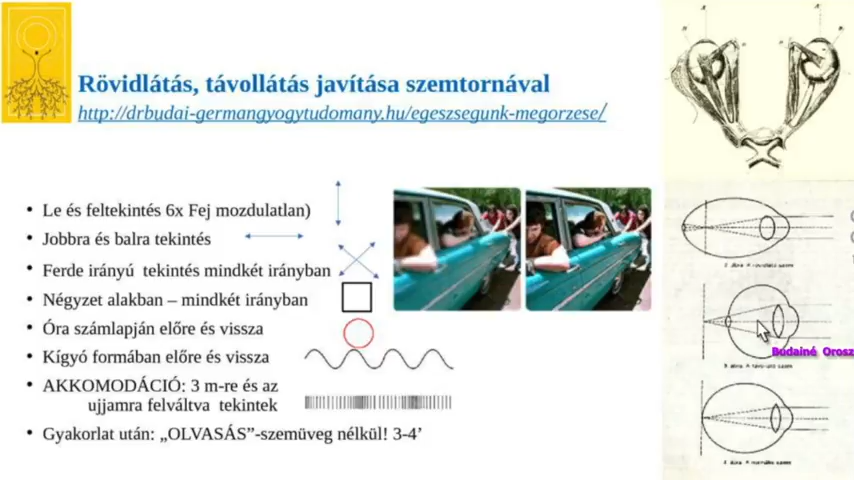 Rövidlátás, távollátás javítása szemtornával
http://drbudai-germangyogytudomany.hu/egeszsegunk-megorzese/
• Le és feltekintés 6x Fej mozdulatlan)
• Jobbra és balra tekintés
• Ferde irányú tekintés mindkét irányban
• Négyzet alakban – mindkét irányban
• Óra számlapján előre és vissza
• Kígyó formában előre és vissza
• AKKOMODÁCIÓ: 3 m-re és az
ujjamra felváltva tekintek
• Gyakorlat után: „OLVASÁS”-szemüveg nélkül! 3-4’
Budainé Orosz